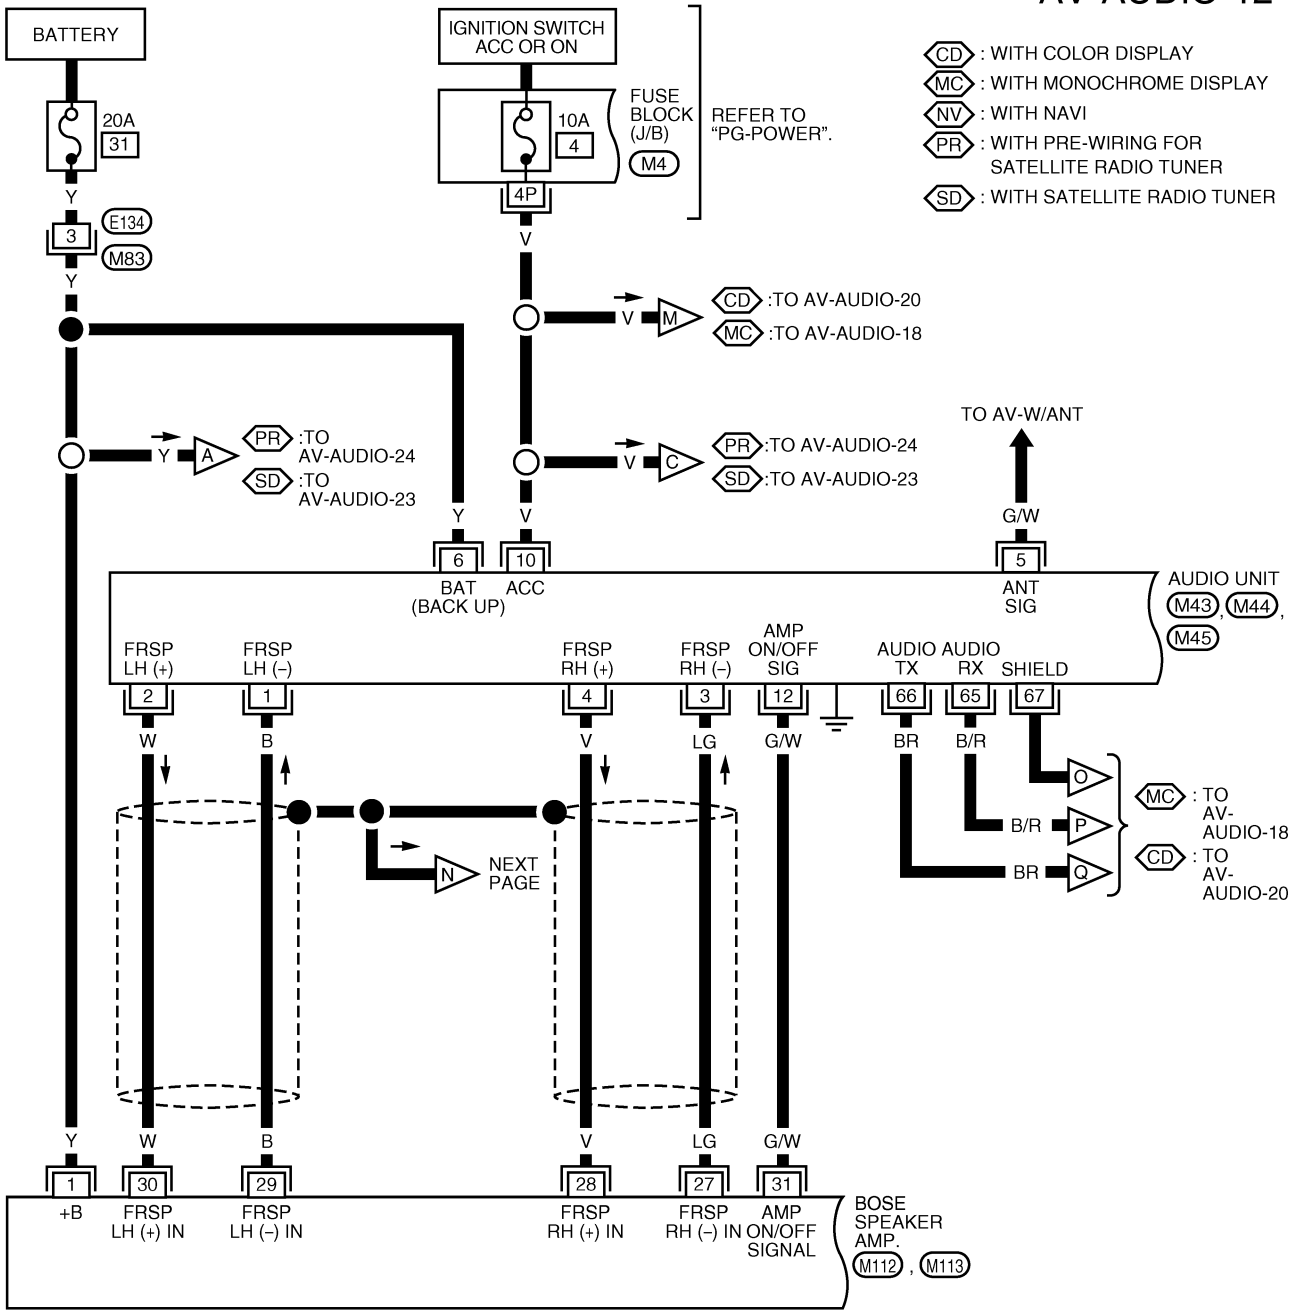 AV-AUDIO-12
BATTERY
IGNITION SWITCH
ACC OR ON
20A
31
10A
4
FUSE
BLOCK
(J/B)
M4
REFER TO
“PG-POWER”.
4P
CD : WITH COLOR DISPLAY
MC : WITH MONOCHROME DISPLAY
NV : WITH NAVI
PR : WITH PRE-WIRING FOR
SATELLITE RADIO TUNER
SD : WITH SATELLITE RADIO TUNER
Y
3
E134
M83
Y
V
V M
CD :TO AV-AUDIO-20
MC :TO AV-AUDIO-18
Y A
PR :TO
AV-AUDIO-24
SD :TO
AV-AUDIO-23
V C
PR :TO AV-AUDIO-24
SD :TO AV-AUDIO-23
TO AV-W/ANT
Y V G/W
6 10 5
BAT
(BACK UP)
ACC
ANT
SIG
AUDIO UNIT
M43 , M44 ,
M45
FRSP
LH (+)
FRSP
LH (–)
FRSP
RH (+)
FRSP
RH (–)
AMP
ON/OFF
SIG
AUDIO
TX
AUDIO
RX
SHIELD
2 1 4 3 12 66 65 67
W B V LG G/W BR B/R
O
B/R P
BR Q
MC : TO
AV-
AUDIO-18
CD : TO
AV-
AUDIO-20
N NEXT
PAGE
Y W B V LG G/W
1 30 29 28 27 31
+B
FRSP
LH (+) IN
FRSP
LH (–) IN
FRSP
RH (+) IN
FRSP
RH (–) IN
AMP
ON/OFF
SIGNAL
BOSE
SPEAKER
AMP.
M112 , M113